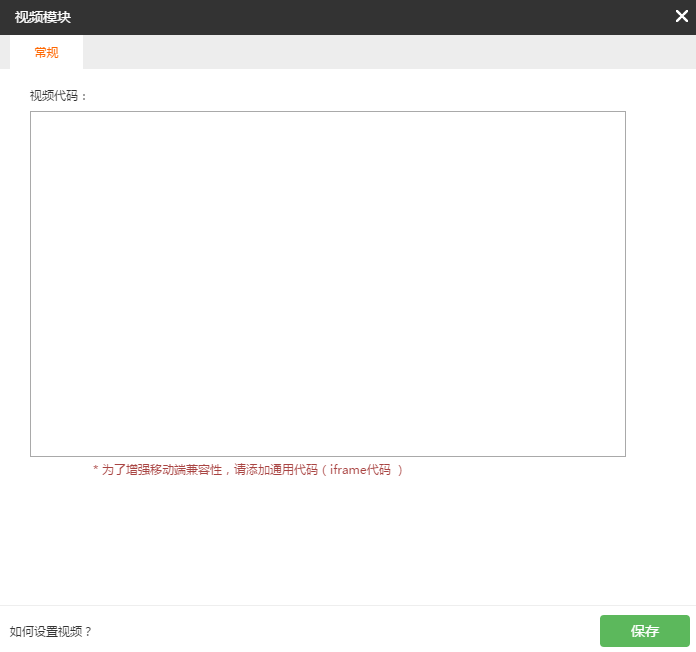 视频模块
常规
视频代码：
* 为了增强移动端兼容性，请添加通用代码（iframe代码 ）
如何设置视频？
保存